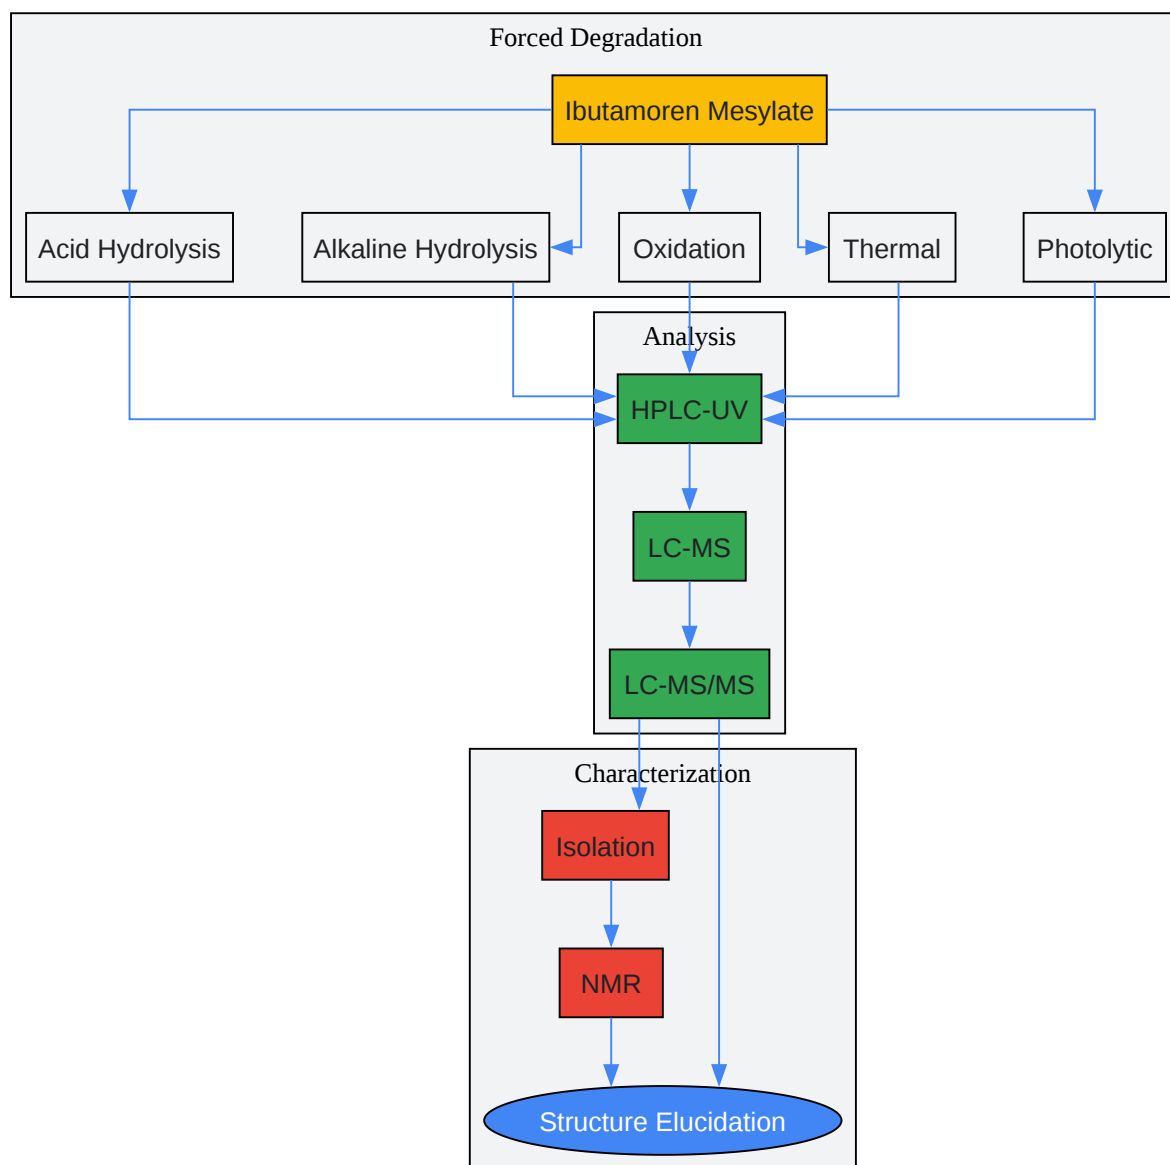 Forced Degradation
Ibutamoren Mesylate
Acid Hydrolysis
Alkaline Hydrolysis
Oxidation
Thermal
Photolytic
Analysis
HPLC-UV
LC-MS
LC-MS/MS
Characterization
Isolation
NMR
Structure Elucidation